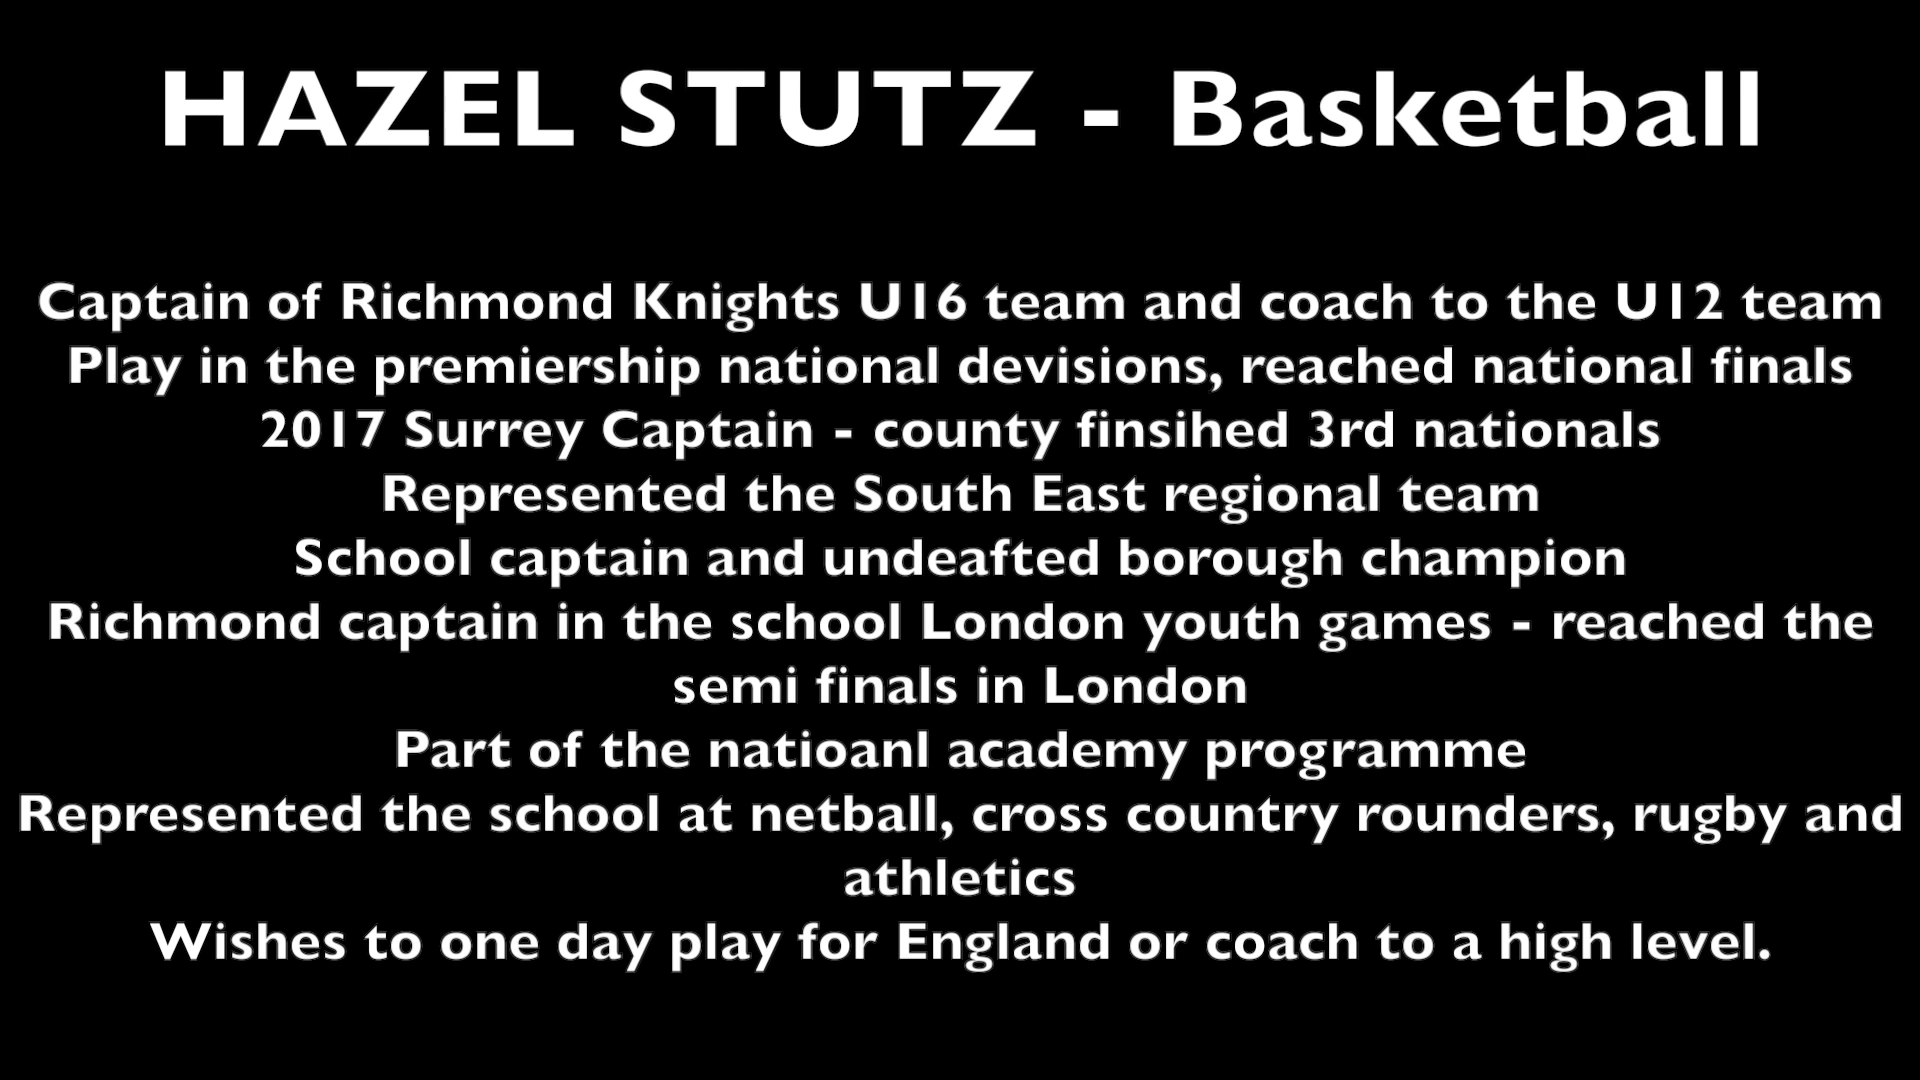 HAZEL STUTZ - Basketball
Captain of Richmond Knights U16 team and coach to the U12 team
Play in the premiership national devisions, reached national finals
2017 Surrey Captain - county finsihed 3rd nationals
Represented the South East regional team
School captain and undeafted borough champion
Richmond captain in the school London youth games - reached the
semi finals in London
Part of the natioanl academy programme
Represented the school at netball, cross country rounders, rugby and
athletics
Wishes to one day play for England or coach to a high level.